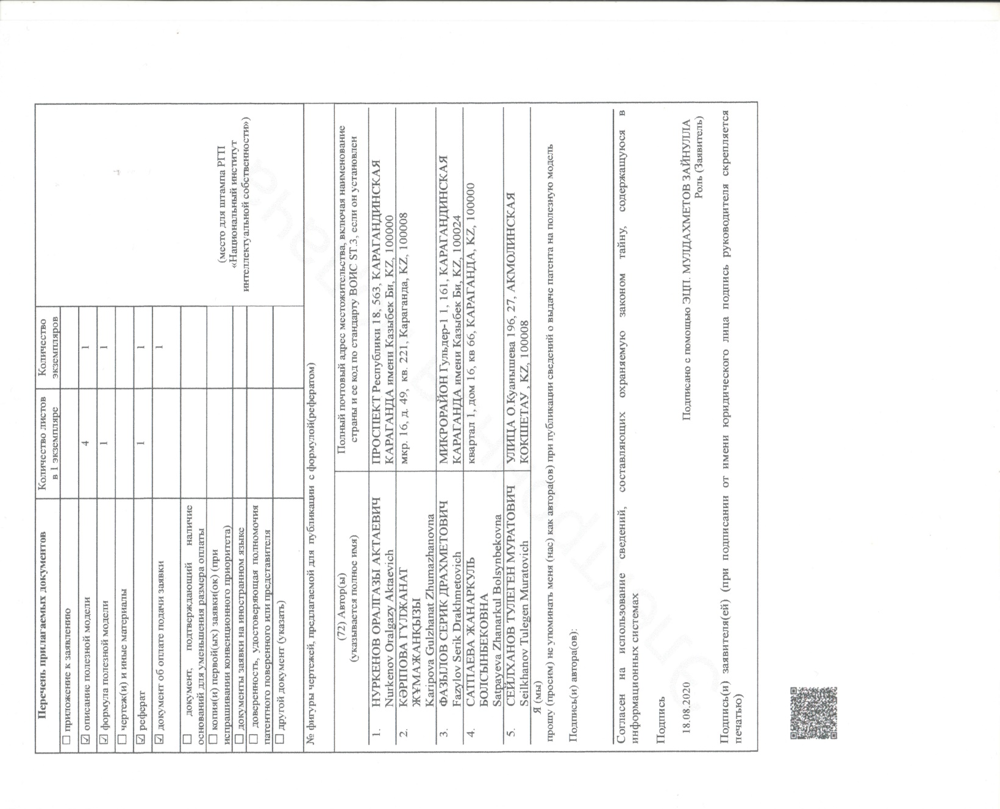 Перечень прилагаемых документов
Количество листов
в 1 экземпляре
Количество
экземпляров
☐ приложение к заявлению
☑ описание полезной модели 4 1
☑ формула полезной модели 1 1
☐ чертеж(и) и иные материалы
☑ реферат 1 1
☑ документ об оплате подачи заявки 1
☐ документ, подтверждающий наличие
оснований для уменьшения размера оплаты
☐ копия(и) первой(ых) заявки(ок) (при
испрашивании конвенционного приоритета)
☐ документы заявки на иностранном языке
☐ доверенность, удостоверяющая полномочия
патентного поверенного или представителя
☐ другой документ (указать)
(место для штампа РГП
«Национальный институт
интеллектуальной собственности»)
№ фигуры чертежей, предлагаемой для публикации с формулой(рефератом)
(72) Автор(ы)
(указывается полное имя)
Полный почтовый адрес местожительства, включая наименование
страны и ее код по стандарту ВОИС ST.3, если он установлен
1. НУРКЕНОВ ОРАЛГАЗЫ АКТАЕВИЧ
Nurkenov Oralgazy Aktaevich
ПРОСПЕКТ Республики 18, 563, КАРАГАНДИНСКАЯ
КАРАГАНДА имени Казыбек Би, KZ, 100000
2. КӘРІПОВА ГҮЛЖАНАТ
ЖҰМАЖАНҚЫЗЫ
Karipova Gulzhanat Zhumazhanovna
мкр. 16, д. 49, кв. 221, Караганда, KZ, 100008
3. ФАЗЫЛОВ СЕРИК ДРАХМЕТОВИЧ
Fazylov Serik Drakhmetovich
МИКРОРАЙОН Гульдер-1 1, 161, КАРАГАНДИНСКАЯ
КАРАГАНДА имени Казыбек Би, KZ, 100024
4. САТПАЕВА ЖАНАРКУЛЬ
БОЛСЫНБЕКОВНА
Satpayeva Zhanarkul Bolsynbekovna
квартал 1, дом 16, кв 66, КАРАГАНДА, KZ, 100000
5. СЕЙЛХАНОВ ТУЛЕГЕН МУРАТОВИЧ
Seilkhanov Tulegen Muratovich
УЛИЦА О.Куанышева 196, 27, АКМОЛИНСКАЯ
КОКШЕТАУ , KZ, 100008
Я (мы)
прошу (просим) не упоминать меня (нас) как автора(ов) при публикации сведений о выдаче патента на полезную модель
Подпись(и) автора(ов):
Согласен на использование сведений, составляющих охраняемую законом тайну, содержащуюся в
информационных системах
Подпись
18.08.2020 Подписано с помощью ЭЦП. МУЛДАХМЕТОВ ЗАЙНУЛЛА
Роль (Заявитель)
Подпись(и) заявителя(ей) (при подписании от имени юридического лица подпись руководителя скрепляется
печатью)